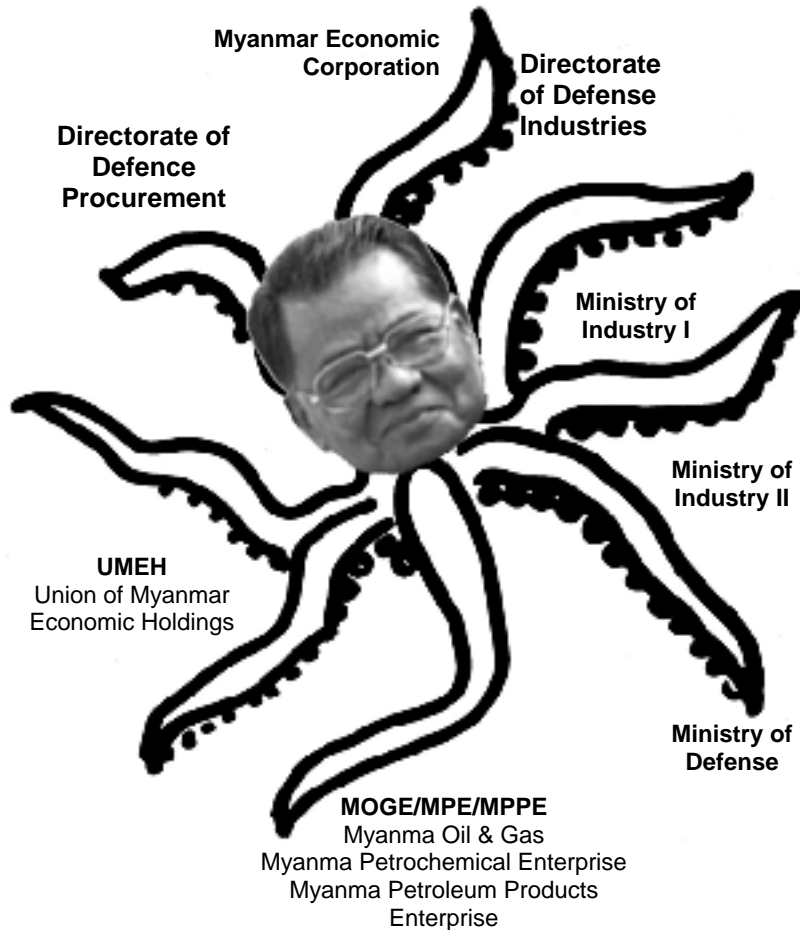 Myanmar Economic
Corporation
Directorate
of Defense
Industries
Directorate of
Defence
Procurement
Ministry of
Industry I
Ministry of
Industry II
UMEH
Union of Myanmar
Economic Holdings
Ministry of
Defense
MOGE/MPE/MPPE
Myanma Oil & Gas
Myanma Petrochemical Enterprise
Myanma Petroleum Products
Enterprise